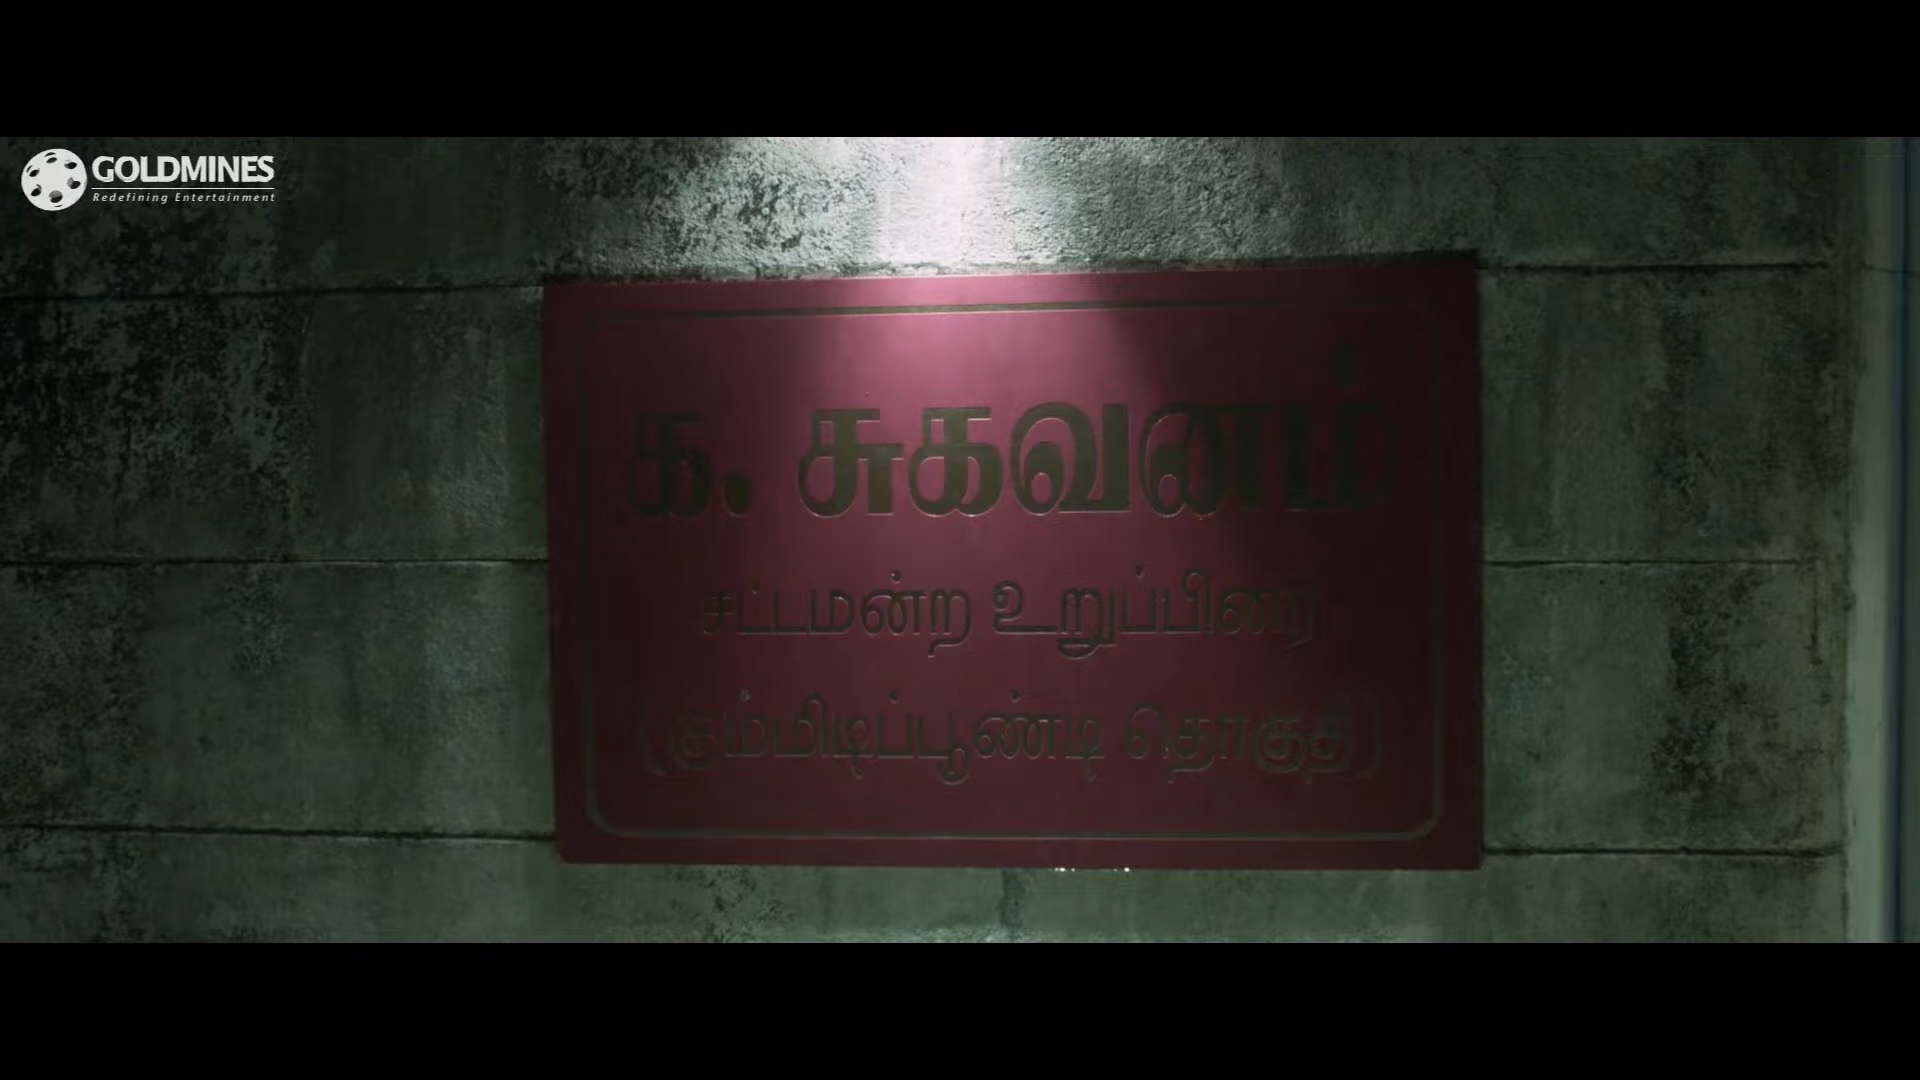 GOLDMINES
Redefining Entertainment
க. சுகவனம்
சட்டமன்ற உறுப்பினர்
(கும்மிடிப்பூண்டி தொகுதி)